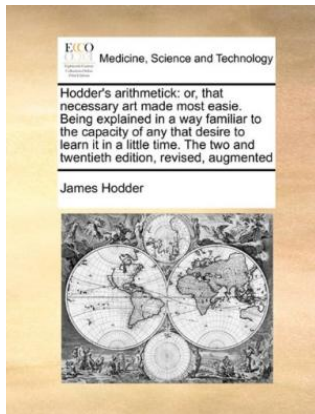 ECCO
Medicine, Science and Technology
Hodder's arithmetick: or, that
necessary art made most easie.
Being explained in a way familiar to
the capacity of any that desire to
learn it in a little time. The two and
twentieth edition, revised, augmented
James Hodder